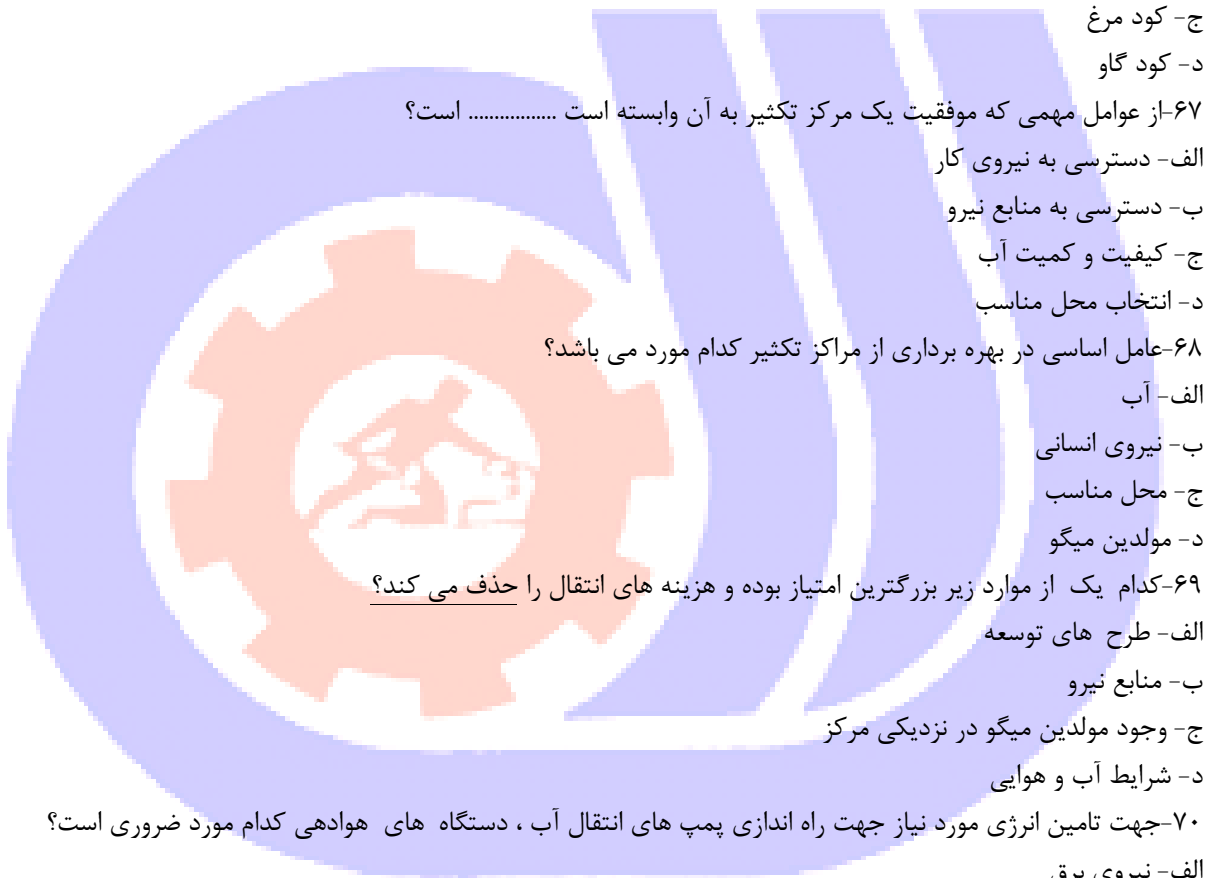 ج- کود مرغ
د- کود گاو
۶۷-از عوامل مهمی که موفقیت یک مرکز تکثیر به آن وابسته است ................. است؟
الف- دسترسی به نیروی کار
ب- دسترسی به منابع نیرو
ج- کیفیت و کمیت آب
د- انتخاب محل مناسب
۶۸-عامل اساسی در بهره برداری از مراکز تکثیر کدام مورد می باشد؟
الف- آب
ب- نیروی انسانی
ج- محل مناسب
د- مولدین میگو
۶۹-کدام یک از موارد زیر بزرگترین امتیاز بوده و هزینه های انتقال را حذف می کند؟
الف- طرح های توسعه
ب- منابع نیرو
ج- وجود مولدین میگو در نزدیکی مرکز
د- شرایط آب و هوایی
۷۰-جهت تامین انرژی مورد نیاز جهت راه اندازی پمپ های انتقال آب ، دستگاه های هوادهی کدام مورد ضروری است؟
الف- نیروی برق